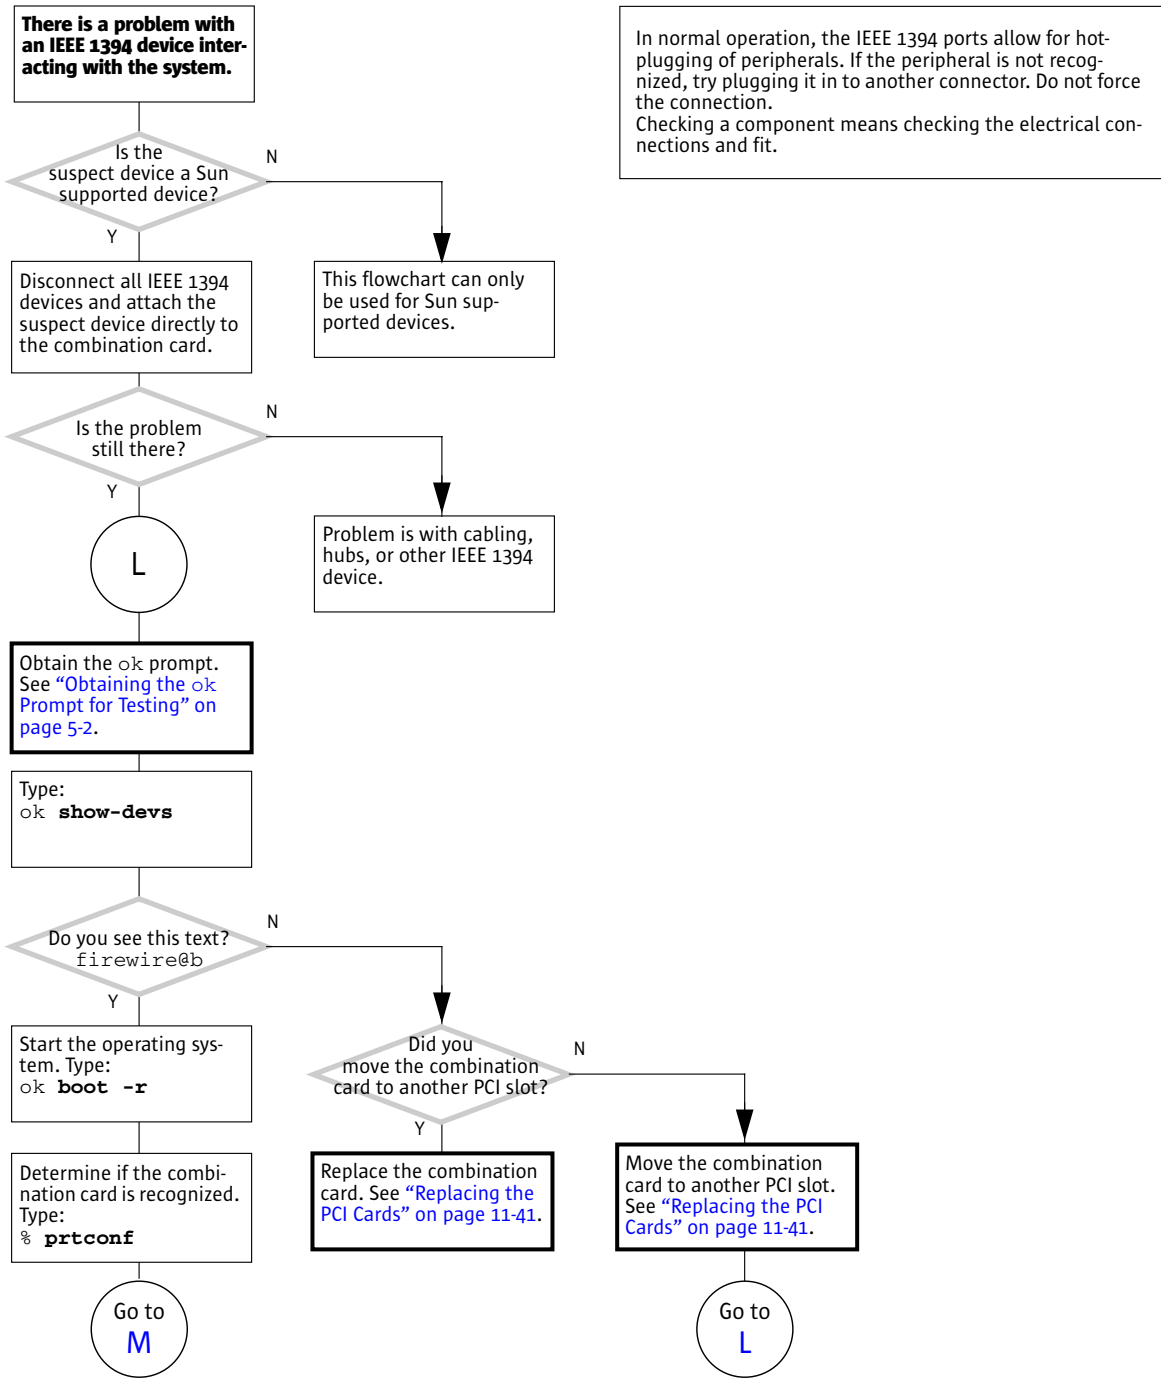 There is a problem with
an IEEE 1394 device inter-
acting with the system.
In normal operation, the IEEE 1394 ports allow for hot-
plugging of peripherals. If the peripheral is not recog-
nized, try plugging it in to another connector. Do not force
the connection.
Checking a component means checking the electrical con-
nections and fit.
Is the
suspect device a Sun
supported device?
N
Y
Disconnect all IEEE 1394
devices and attach the
suspect device directly to
the combination card.
This flowchart can only
be used for Sun sup-
ported devices.
Is the problem
still there?
N
Y
L
Problem is with cabling,
hubs, or other IEEE 1394
device.
Obtain the ok prompt.
See “Obtaining the ok
Prompt for Testing” on
page 5-2.
Type:
ok show-devs
Do you see this text?
firewire@b
N
Y
Start the operating sys-
tem. Type:
ok boot -r
Did you
move the combination
card to another PCI slot?
N
Y
Determine if the combi-
nation card is recognized.
Type:
% prtconf
Replace the combination
card. See “Replacing the
PCI Cards” on page 11-41.
Move the combination
card to another PCI slot.
See “Replacing the PCI
Cards” on page 11-41.
Go to
M
Go to
L